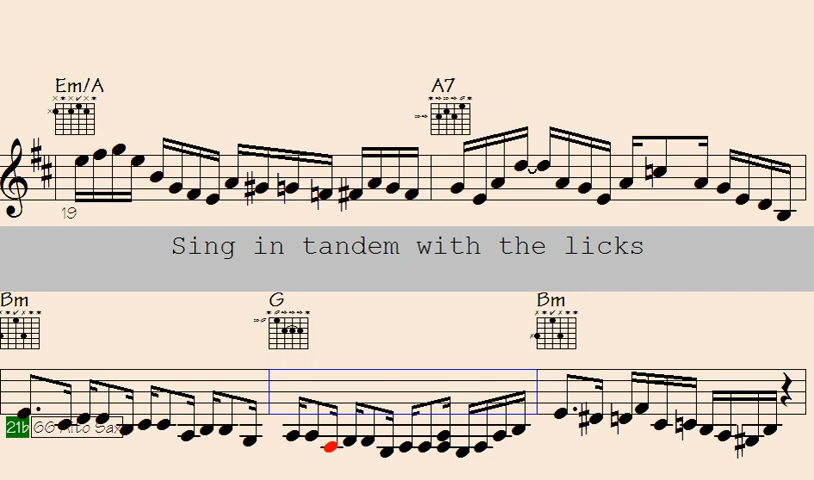 Em/A A7
19
Sing in tandem with the licks
Bm G Bm
21b 66 Alto Sax